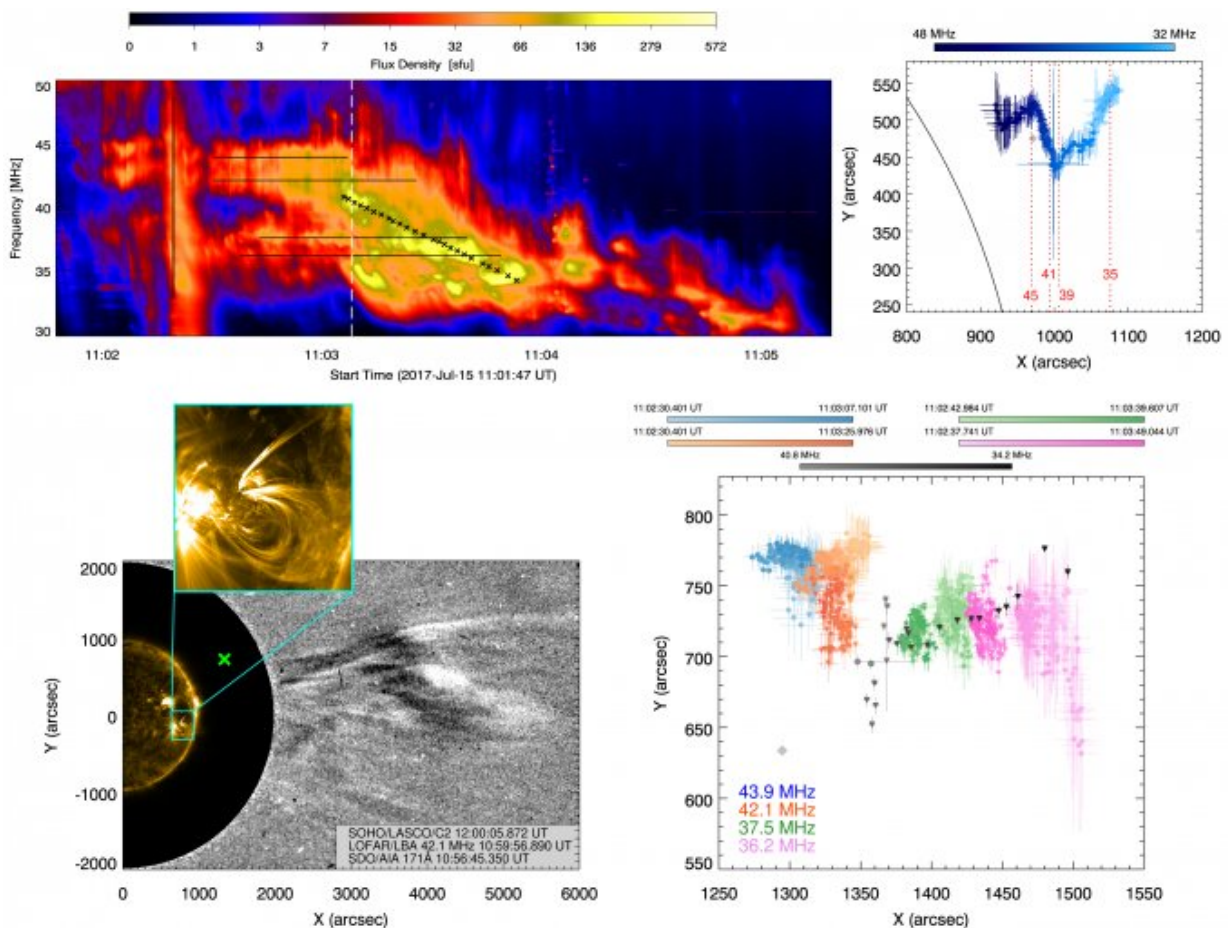 0 1 3 7 15 32 66 136 279 572
Flux Density [sfu]
50
45
40
35
30
Frequency [MHz]
11:02 11:03 11:04 11:05
Start Time (2017-Jul-15 11:01:47 UT)
48 MHz 32 MHz
550
500
450
400
350
300
250
Y (arcsec)
41
45 39 35
800 900 1000 1100 1200
X (arcsec)
2000
1000
0
-1000
-2000
Y (arcsec)
SOHO/LASCO/C2 12:00:05.872 UT
LOFAR/LBA 42.1 MHz 10:59:56.890 UT
SDO/AIA 171Å 10:56:45.350 UT
0 1000 2000 3000 4000 5000 6000
X (arcsec)
11:02:30.401 UT 11:03:07.101 UT 11:02:42.984 UT 11:03:39.607 UT
11:02:30.401 UT 11:03:25.976 UT 11:02:37.741 UT 11:03:49.044 UT
40.8 MHz 34.2 MHz
800
750
700
650
600
550
Y (arcsec)
43.9 MHz
42.1 MHz
37.5 MHz
36.2 MHz
1250 1300 1350 1400 1450 1500 1550
X (arcsec)